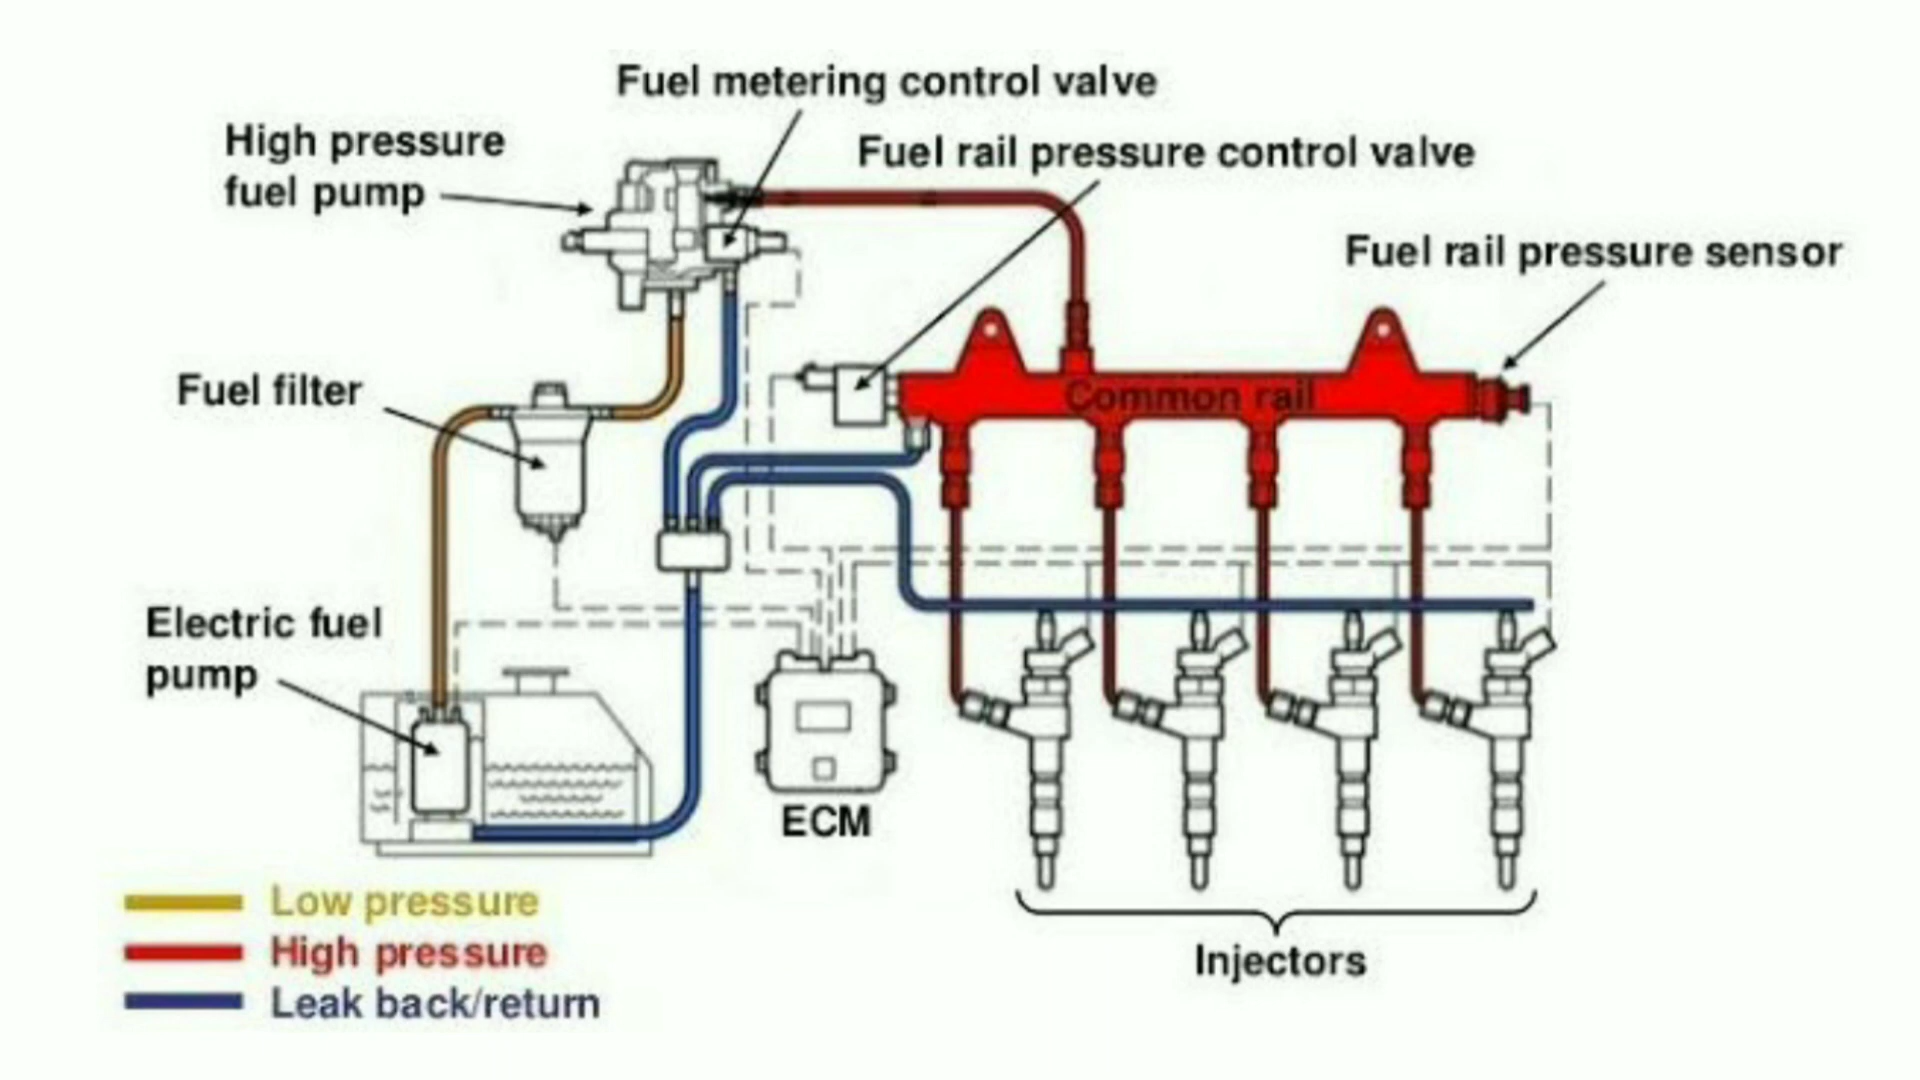 Fuel metering control valve
High pressure
fuel pump
Fuel rail pressure control valve
Fuel rail pressure sensor
Fuel filter
Common rail
Electric fuel
pump
ECM
Low pressure
High pressure
Leak back/return
Injectors